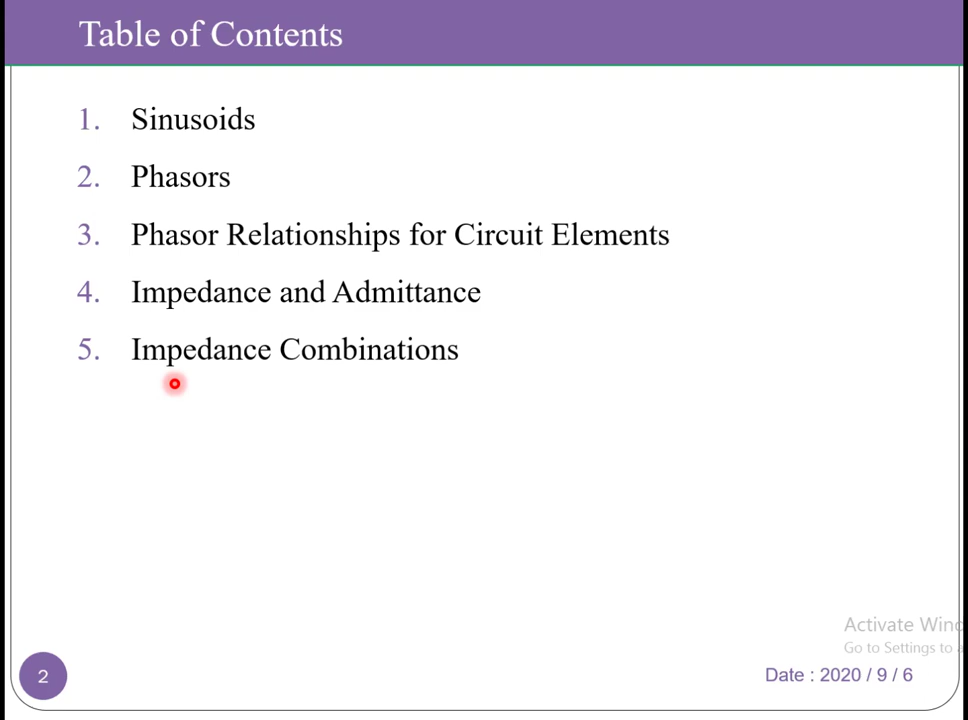 Table of Contents
1. Sinusoids
2. Phasors
3. Phasor Relationships for Circuit Elements
4. Impedance and Admittance
5. Impedance Combinations
Activate Wind
Go to Settings to a
2
Date : 2020 / 9 / 6